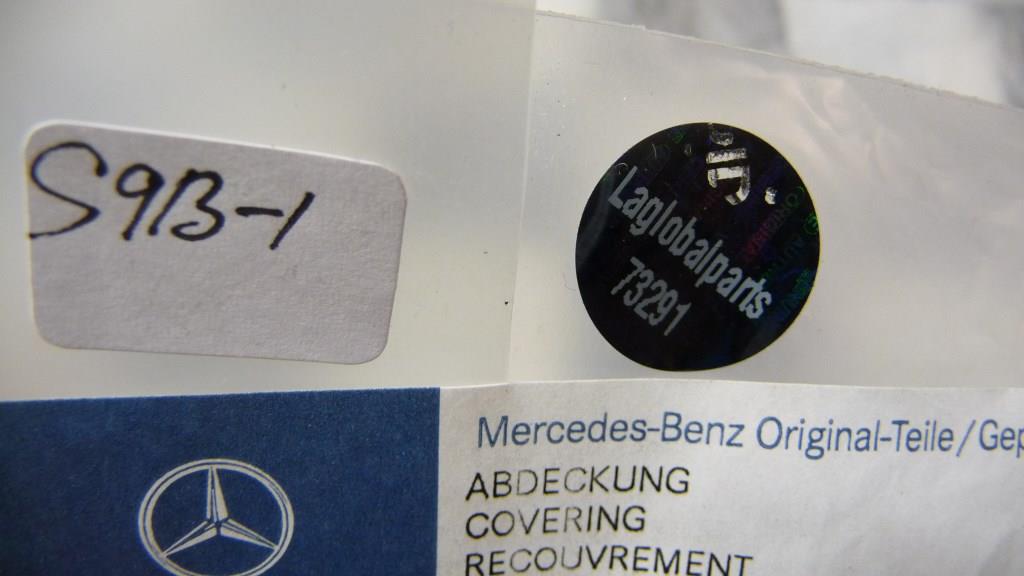 S9B-1
Laglobalparts
73291
Mercedes-Benz Original-Teile/Gep
ABDECKUNG
COVERING
RECOUVREMENT